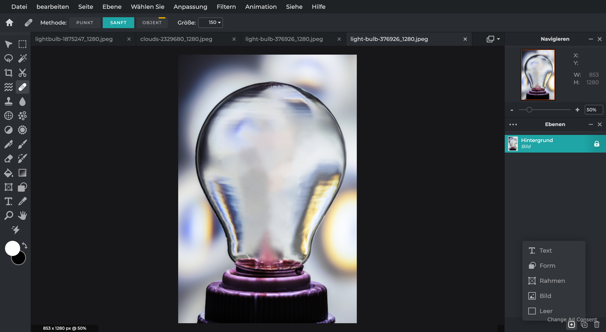 Datei bearbeiten Seite Ebene Wählen Sie Anpassung Filtern Animation Siehe Hilfe
Methode: PUNKT SANFT OBJEKT Größe: 150
lightbulb-1875247_1280.jpeg clouds-2329680_1280.jpeg light-bulb-376926_1280.jpeg light-bulb-376926_1280.jpeg
Navigieren
X:
Y:
W: 853
H: 1280
50%
Ebenen
Hintergrund
Bild
Text
Form
Rahmen
Bild
Leer
Change Ad Consent
853 x 1280 px @ 50%